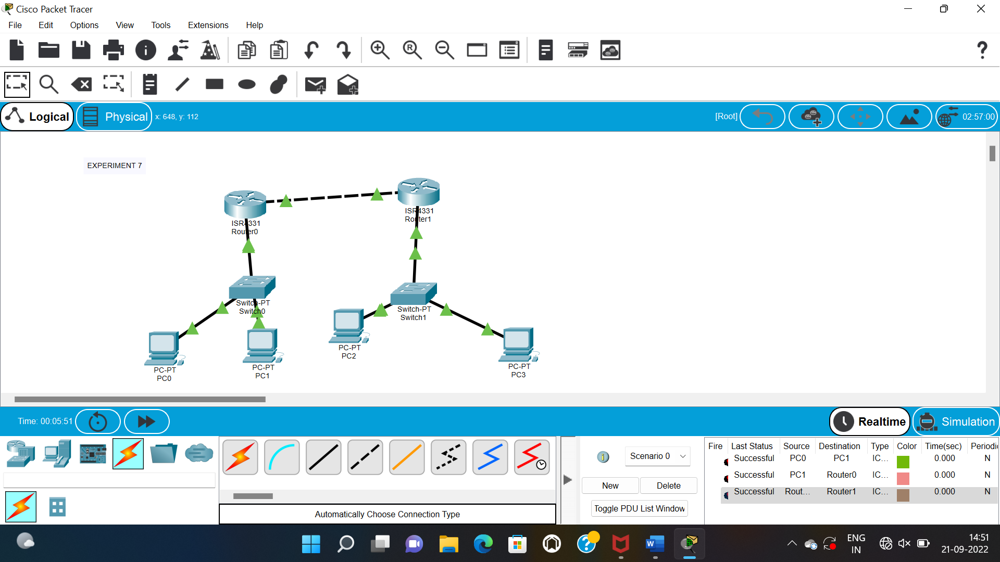 Cisco Packet Tracer
File Edit Options View Tools Extensions Help
R
?
Logical Physical x: 648, y: 112 [Root] 02:57:00
EXPERIMENT 7
ISR4331
Router0
ISR4331
Router1
Switch-PT
Switch0
Switch-PT
Switch1
PC-PT
PC0
PC-PT
PC1
PC-PT
PC2
PC-PT
PC3
Time: 00:05:51 Realtime Simulation
Scenario 0
New Delete
Toggle PDU List Window
Automatically Choose Connection Type
Fire Last Status Source Destination Type Color Time(sec) Periodic
Successful PC0 PC1 IC... 0.000 N
Successful PC1 Router0 IC... 0.000 N
Successful Rout... Router1 IC... 0.000 N
ENG
IN
14:51
21-09-2022